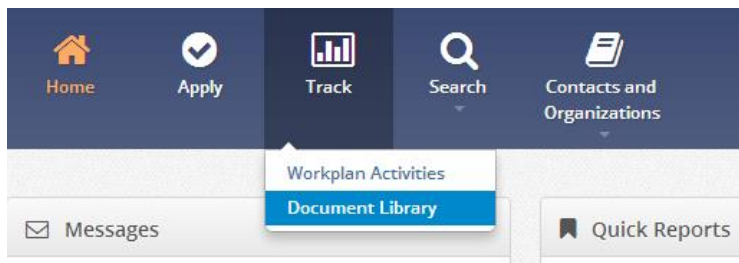 Home
Apply
Track
Search
Contacts and
Organizations
Workplan Activities
Document Library
Messages
Quick Reports